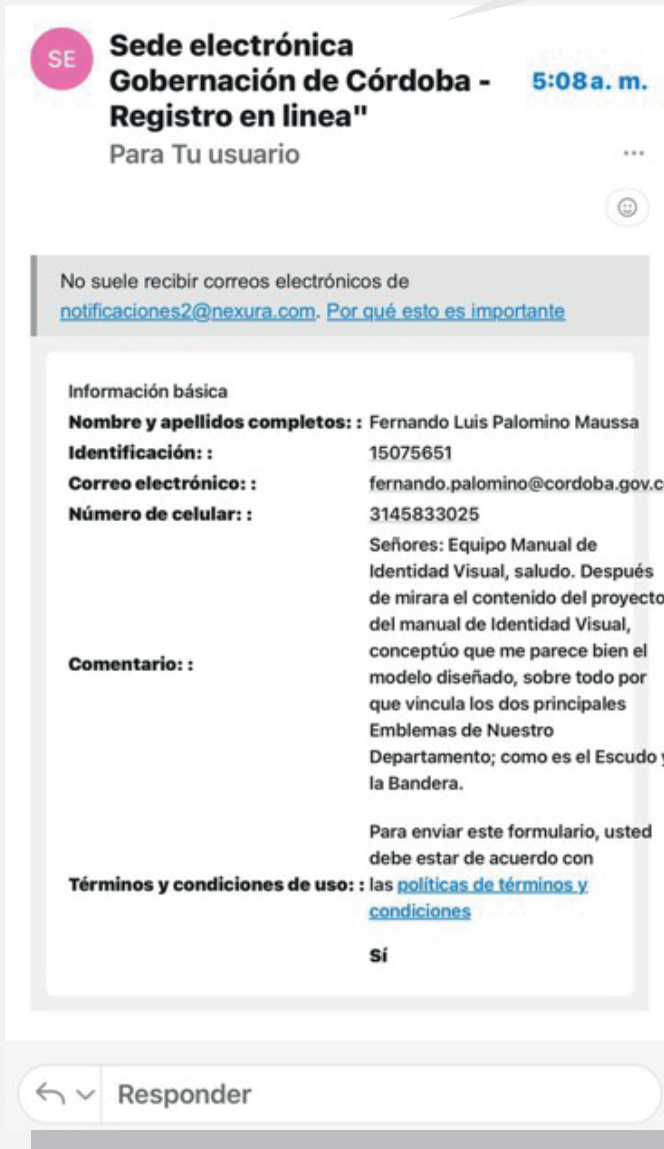 SE
Sede electrónica
Gobernación de Córdoba -
Registro en linea"
5:08 a. m.
Para Tu usuario
...
No suele recibir correos electrónicos de
notificaciones2@nexura.com. Por qué esto es importante
Información básica
Nombre y apellidos completos: : Fernando Luis Palomino Maussa
Identificación: : 15075651
Correo electrónico: : fernando.palomino@cordoba.gov.c
Número de celular: : 3145833025
Comentario: :
Señores: Equipo Manual de
Identidad Visual, saludo. Después
de mirara el contenido del proyecto
del manual de Identidad Visual,
conceptúo que me parece bien el
modelo diseñado, sobre todo por
que vincula los dos principales
Emblemas de Nuestro
Departamento; como es el Escudo y
la Bandera.
Términos y condiciones de uso: :
Para enviar este formulario, usted
debe estar de acuerdo con
las políticas de términos y
condiciones
Sí
Responder